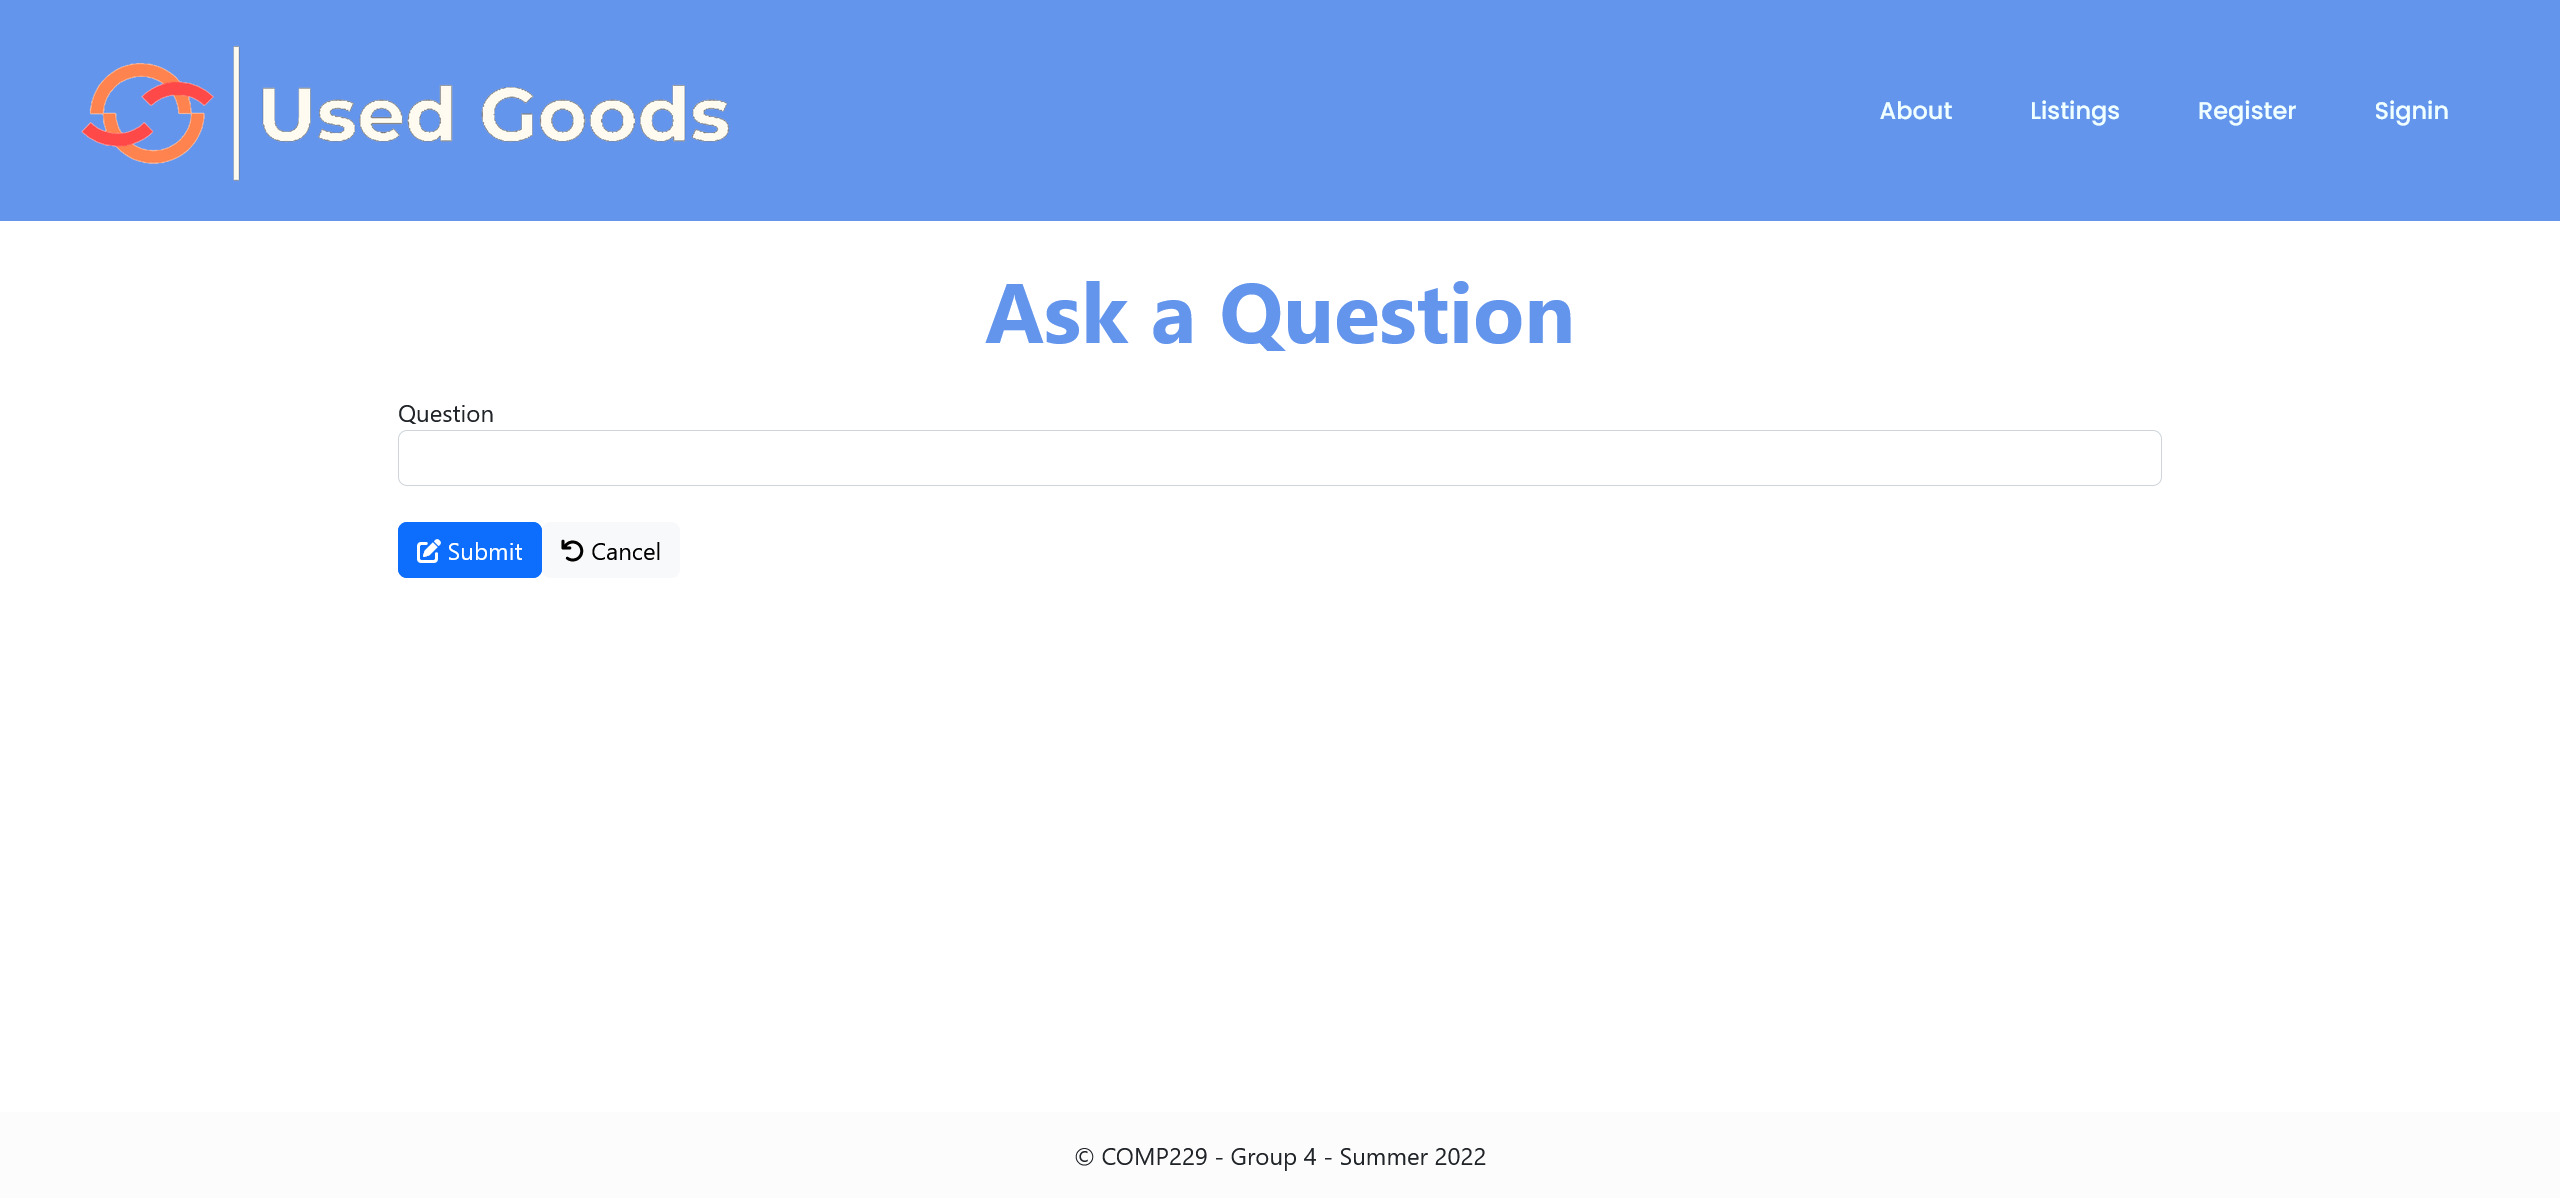 Used Goods
About Listings Register Signin
Ask a Question
Question
Submit Cancel
© COMP229 - Group 4 - Summer 2022